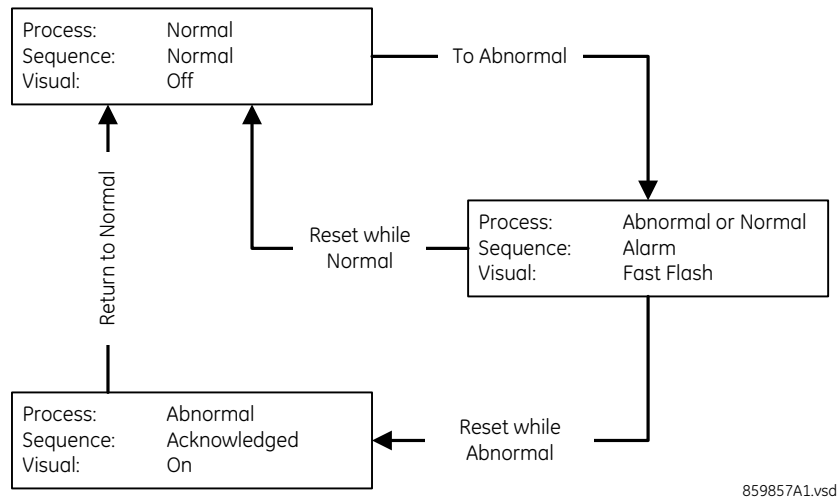 Process: Normal
Sequence: Normal
Visual: Off
To Abnormal
Return to Normal
Reset while
Normal
Process: Abnormal or Normal
Sequence: Alarm
Visual: Fast Flash
Process: Abnormal
Sequence: Acknowledged
Visual: On
Reset while
Abnormal
859857A1.vsd